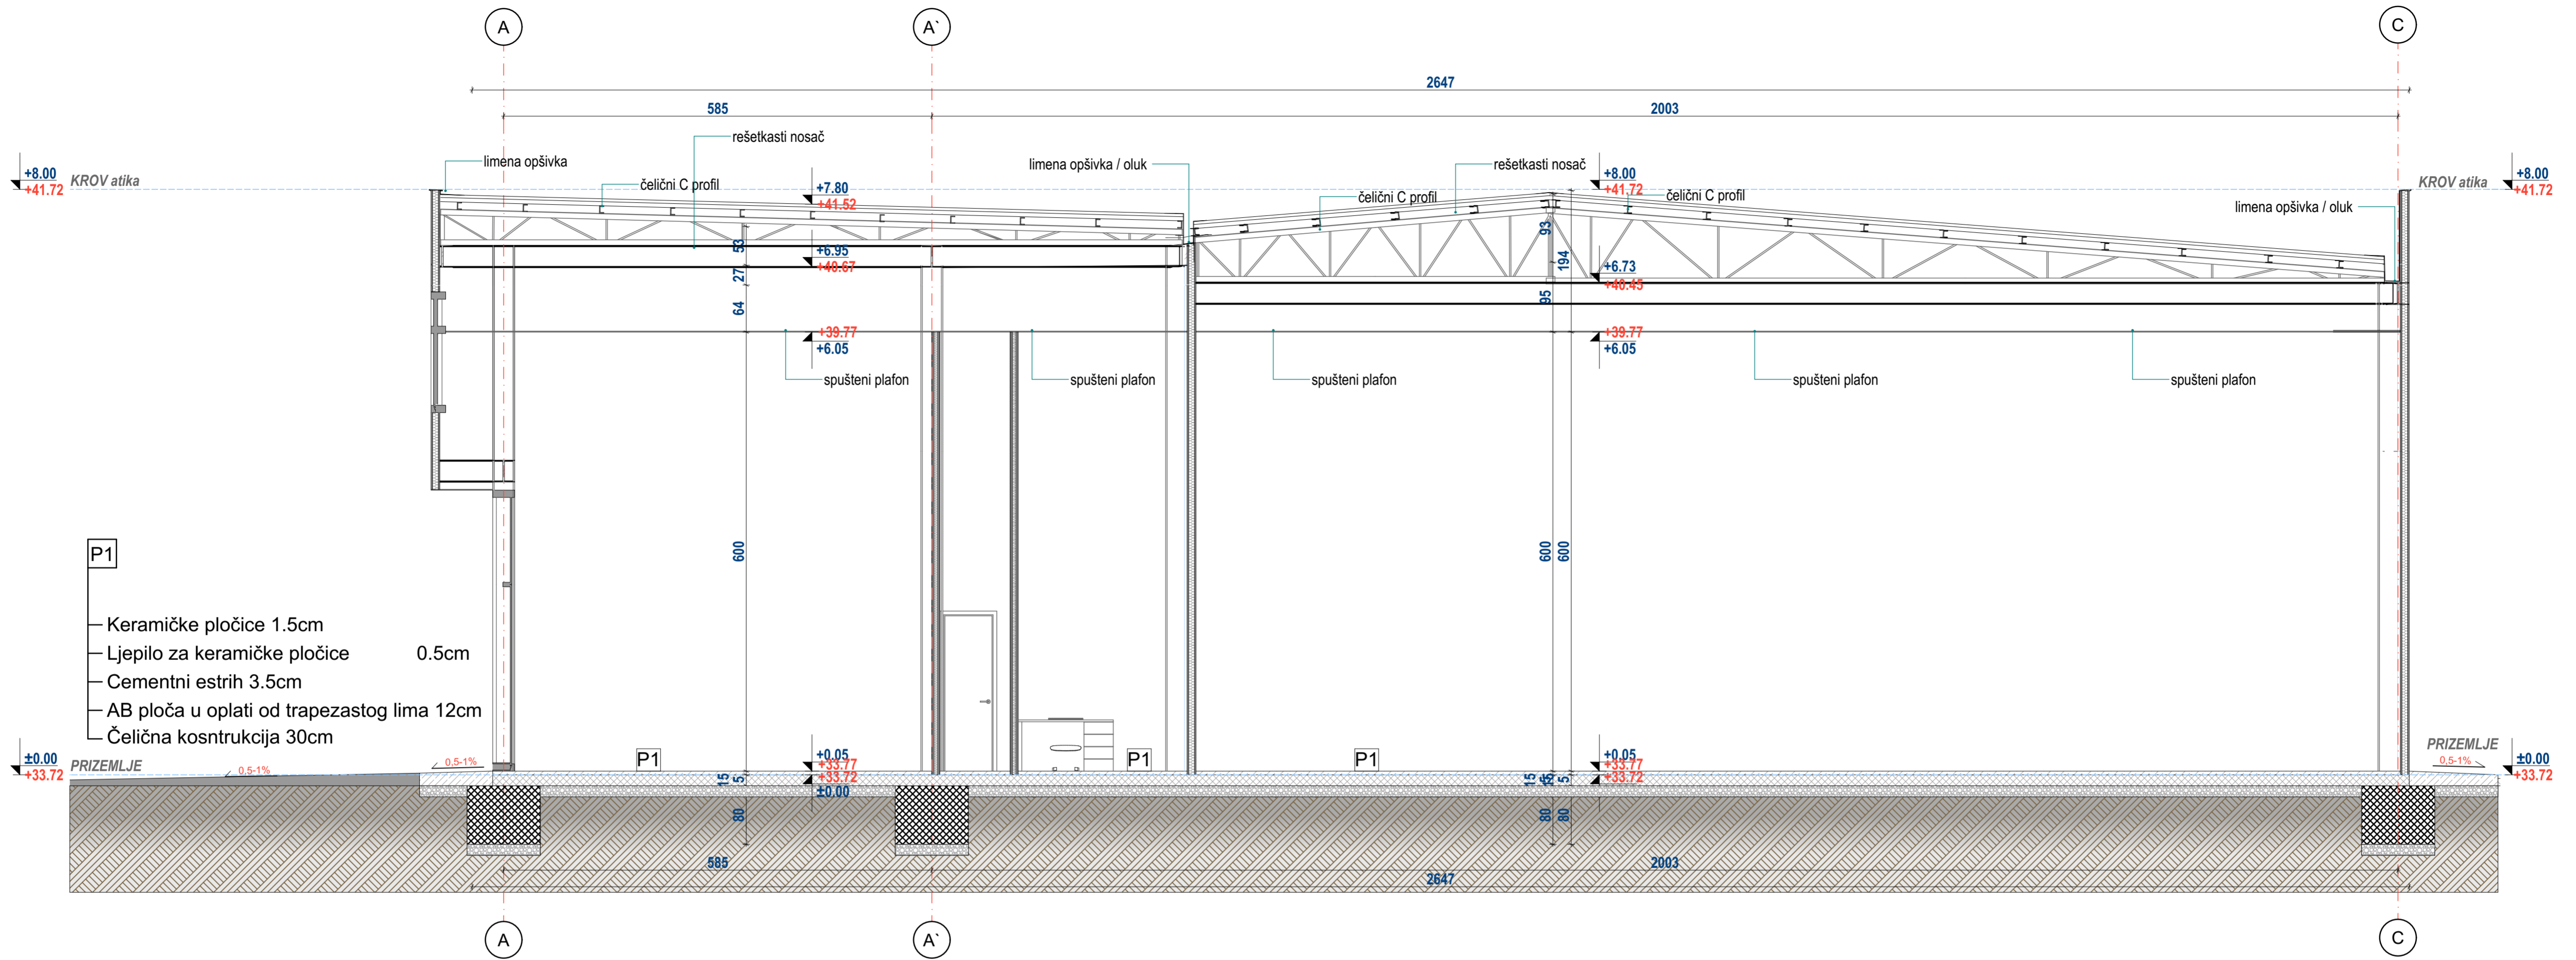 A
A`
C
2647
585
2003
rešetkasti nosač
limena opšivka
limena opšivka / oluk
rešetkasti nosač
+8.00
+41.72
KROV atika
čelični C profil
+7.80
+41.52
čelični C profil
+8.00
+41.72
čelični C profil
KROV atika
+8.00
+41.72
limena opšivka / oluk
53
+6.95
+40.67
27
64
93
194
95
+6.73
+40.45
+39.77
+6.05
+39.77
+6.05
spušteni plafon
spušteni plafon
spušteni plafon
spušteni plafon
spušteni plafon
600
600
600
P1
Keramičke pločice 1.5cm
Ljepilo za keramičke pločice 0.5cm
Cementni estrih 3.5cm
AB ploča u oplati od trapezastog lima 12cm
Čelična kosntrukcija 30cm
±0.00
+33.72
PRIZEMLJE
0,5-1%
0,5-1%
P1
+0.05
+33.77
+33.72
±0.00
15
5
P1
P1
15
15
5
+0.05
+33.77
+33.72
PRIZEMLJE
0,5-1%
±0.00
+33.72
80
80
80
585
2003
2647
A
A`
C